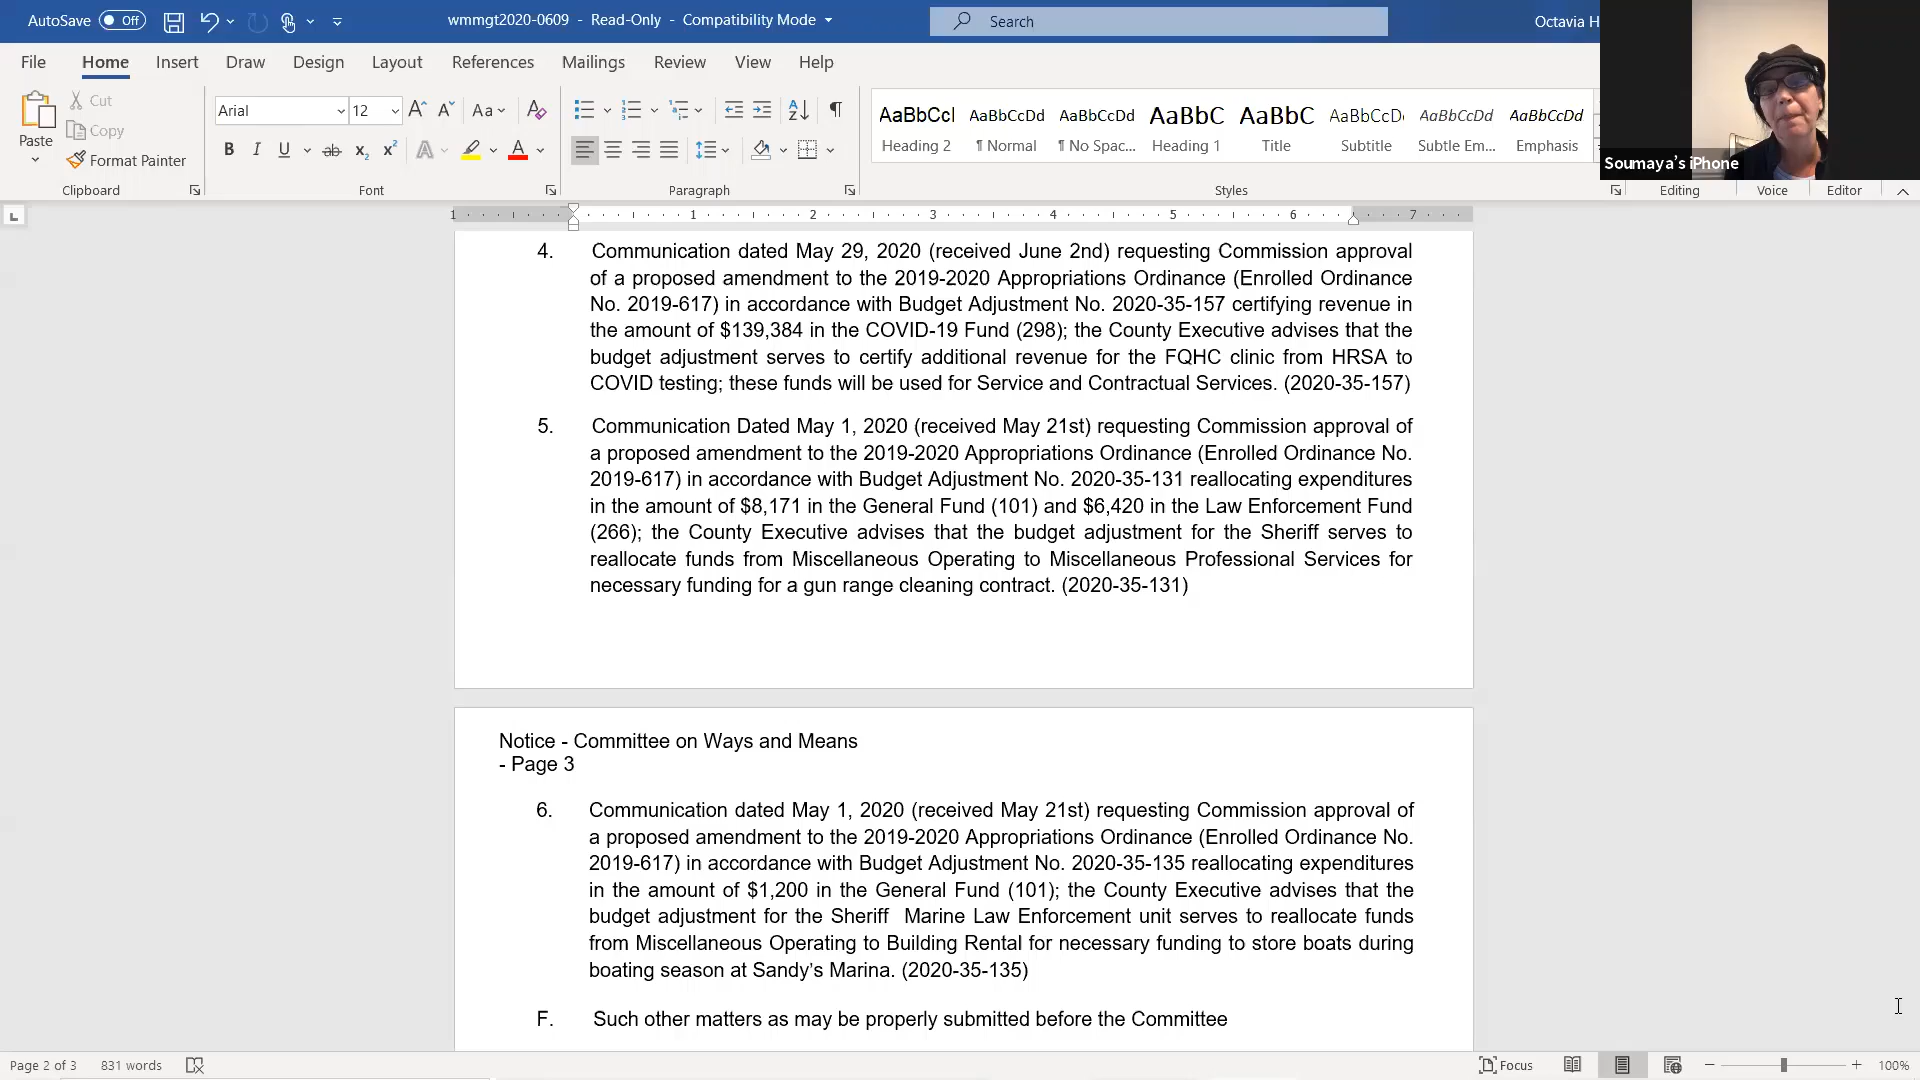 AutoSave Off wmmgt2020-0609 - Read-Only - Compatibility Mode Search Octavia H
File Home Insert Draw Design Layout References Mailings Review View Help
Paste Cut Copy Format Painter
Arial 12 Aa
B I U ab x2 x2 A A
AaBbCcI AaBbCcDd AaBbCcDd AaBbC AaBbC AaBbCcD AaBbCcDd AaBbCcDd
Heading 2 ¶ Normal ¶ No Spac... Heading 1 Title Subtitle Subtle Em... Emphasis
Soumaya's iPhone
Clipboard Font Paragraph Styles Editing Voice Editor
1 1 2 3 4 5 6 7
4. Communication dated May 29, 2020 (received June 2nd) requesting Commission approval
of a proposed amendment to the 2019-2020 Appropriations Ordinance (Enrolled Ordinance
No. 2019-617) in accordance with Budget Adjustment No. 2020-35-157 certifying revenue in
the amount of $139,384 in the COVID-19 Fund (298); the County Executive advises that the
budget adjustment serves to certify additional revenue for the FQHC clinic from HRSA to
COVID testing; these funds will be used for Service and Contractual Services. (2020-35-157)
5. Communication Dated May 1, 2020 (received May 21st) requesting Commission approval of
a proposed amendment to the 2019-2020 Appropriations Ordinance (Enrolled Ordinance No.
2019-617) in accordance with Budget Adjustment No. 2020-35-131 reallocating expenditures
in the amount of $8,171 in the General Fund (101) and $6,420 in the Law Enforcement Fund
(266); the County Executive advises that the budget adjustment for the Sheriff serves to
reallocate funds from Miscellaneous Operating to Miscellaneous Professional Services for
necessary funding for a gun range cleaning contract. (2020-35-131)
Notice - Committee on Ways and Means
- Page 3
6. Communication dated May 1, 2020 (received May 21st) requesting Commission approval of
a proposed amendment to the 2019-2020 Appropriations Ordinance (Enrolled Ordinance No.
2019-617) in accordance with Budget Adjustment No. 2020-35-135 reallocating expenditures
in the amount of $1,200 in the General Fund (101); the County Executive advises that the
budget adjustment for the Sheriff Marine Law Enforcement unit serves to reallocate funds
from Miscellaneous Operating to Building Rental for necessary funding to store boats during
boating season at Sandy's Marina. (2020-35-135)
F. Such other matters as may be properly submitted before the Committee
Page 2 of 3 831 words Focus 100%